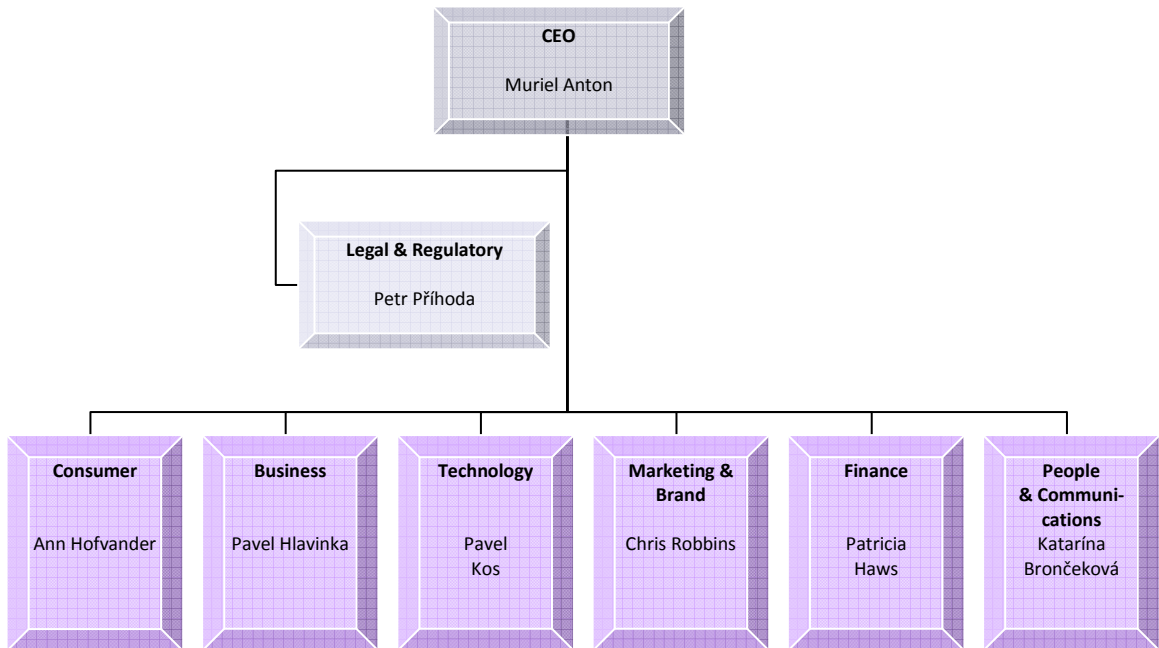 CEO
Muriel Anton
Legal & Regulatory
Petr Příhoda
Consumer
Ann Hofvander
Business
Pavel Hlavinka
Technology
Pavel
Kos
Marketing &
Brand
Chris Robbins
Finance
Patricia
Haws
People
& Communi-
cations
Katarína
Brončeková